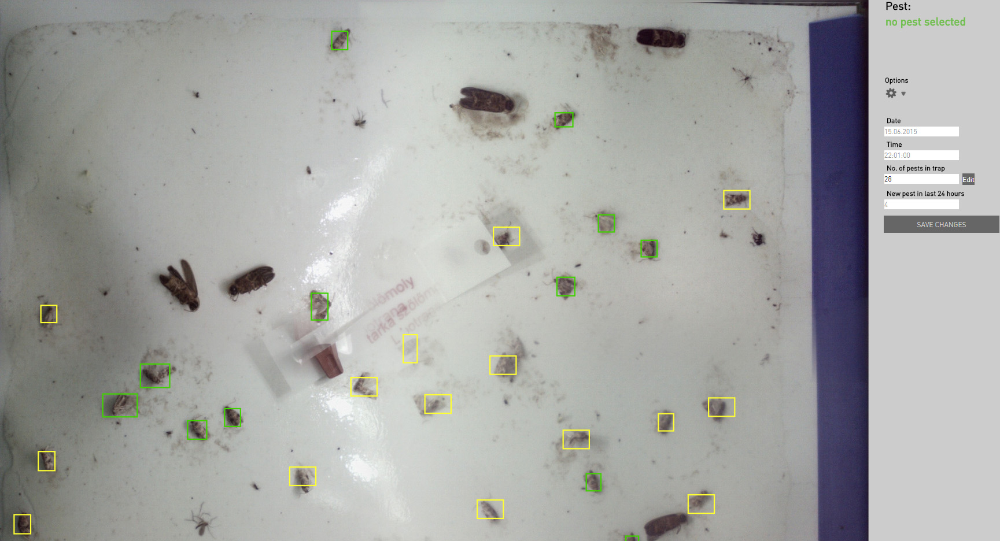 Pest:
no pest selected
Options
Date
15.06.2015
Time
22:01:00
No. of pests in trap
28
Edit
New pest in last 24 hours
4
SAVE CHANGES
tarka